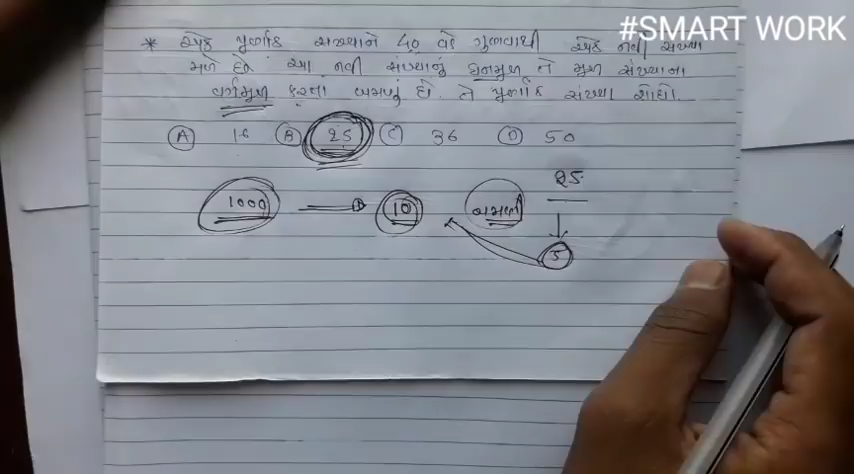 #SMART WORK
* એક પૂર્ણાંક સંખ્યાને 40 વડે ગુણવાથી એક નવી સંખ્યા
મળે છે. આ નવી સંખ્યાનું ઘનમૂળ તે મૂળ સંખ્યાના
વર્ગમૂળ કરતાં બમણું છે. તે પૂર્ણાંક સંખ્યા શોધો.
A 16 B 25 C 36 D 50
25
1000 10 બમણી
5